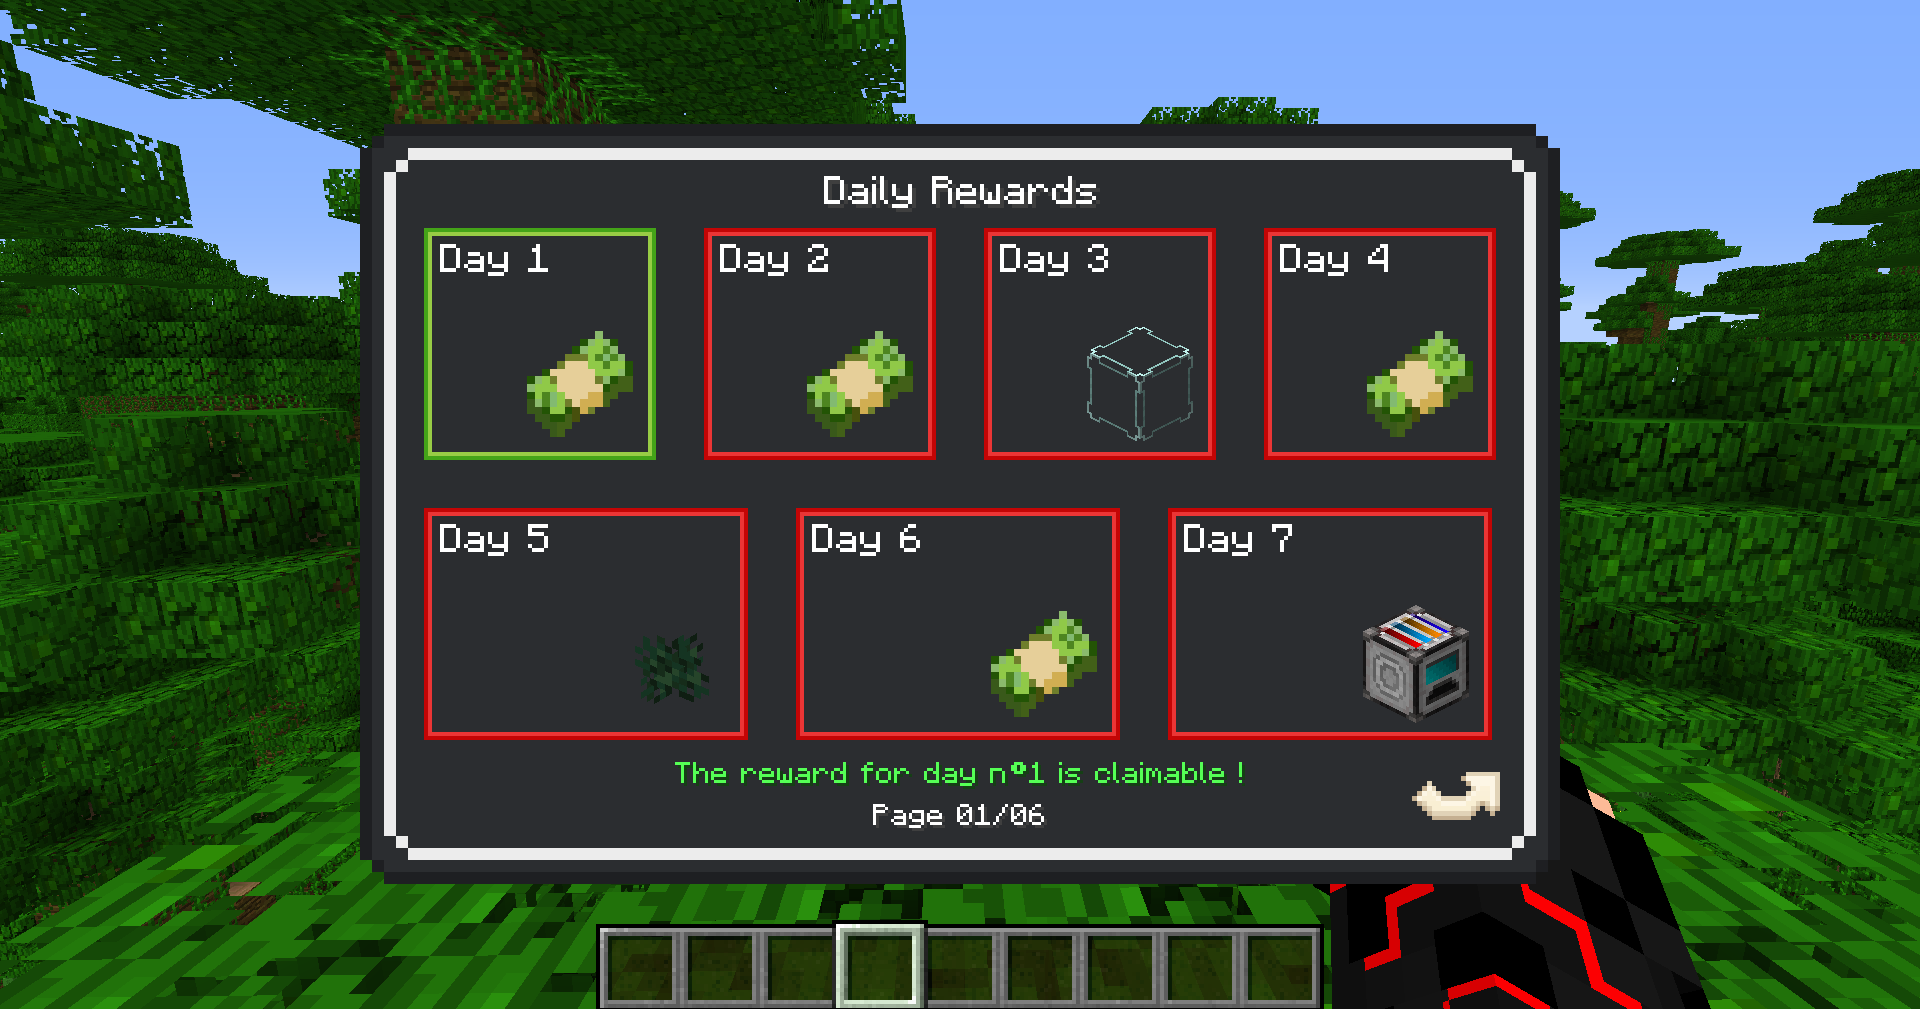 Daily Rewards
Day 1
Day 2
Day 3
Day 4
Day 5
Day 6
Day 7
The reward for day nº1 is claimable !
Page 01/06